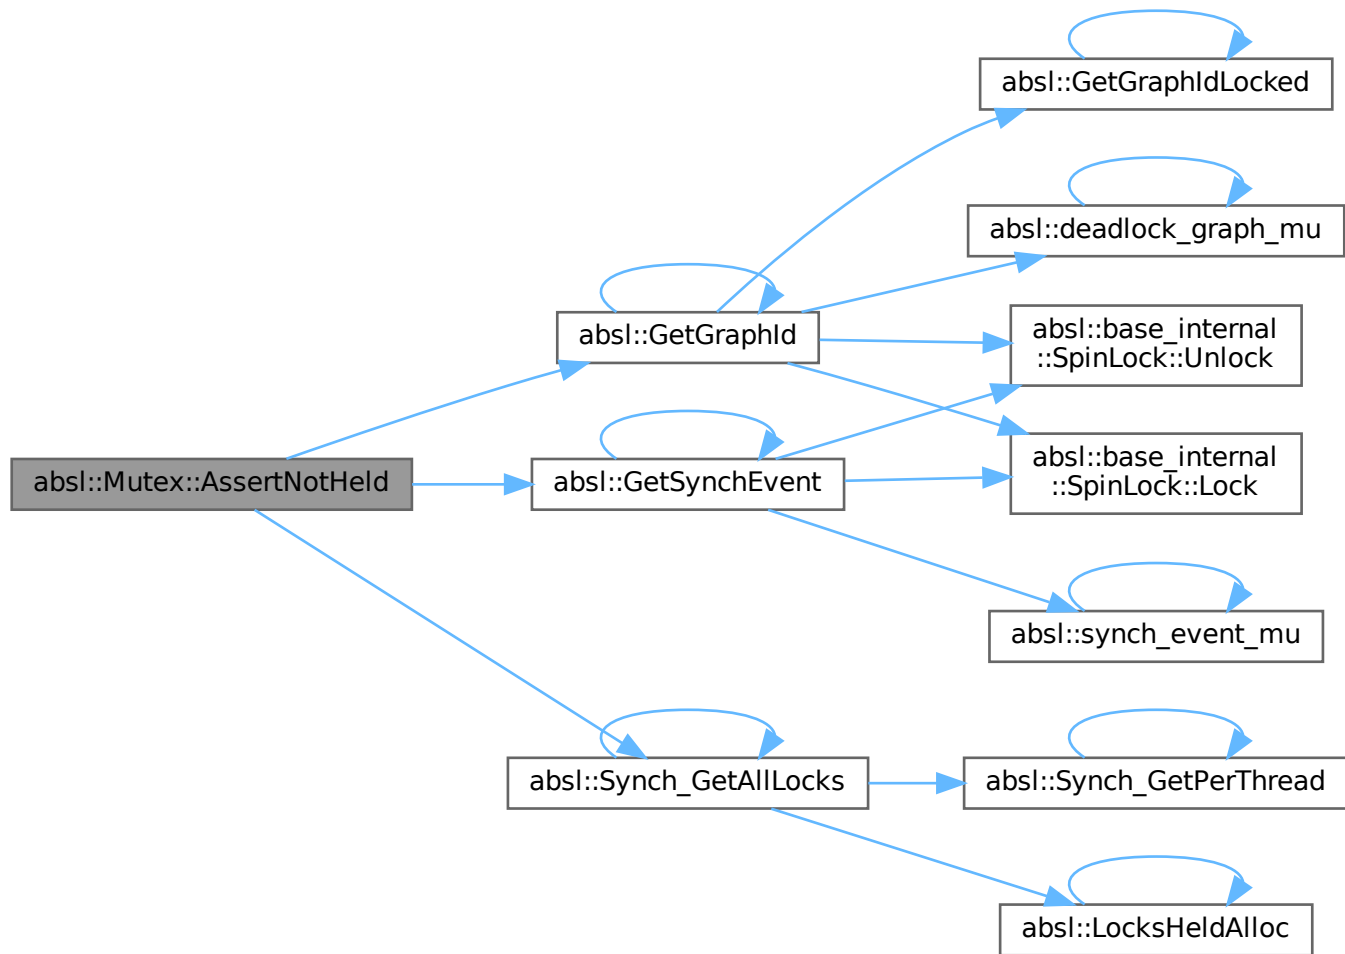 absl::GetGraphIdLocked
absl::deadlock_graph_mu
absl::GetGraphId
absl::base_internal
::SpinLock::Unlock
absl::Mutex::AssertNotHeld
absl::GetSynchEvent
absl::base_internal
::SpinLock::Lock
absl::synch_event_mu
absl::Synch_GetAllLocks
absl::Synch_GetPerThread
absl::LocksHeldAlloc